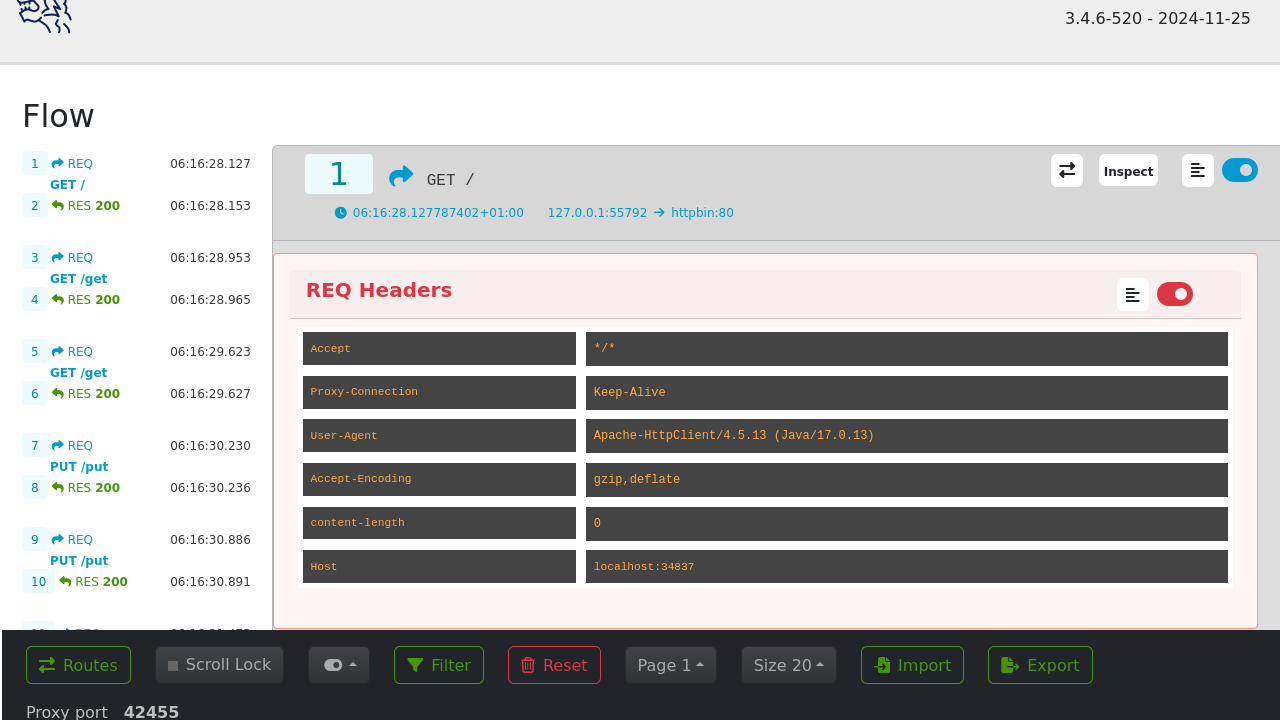 3.4.6-520 - 2024-11-25
Flow
1 REQ 06:16:28.127
GET /
2 RES 200 06:16:28.153
3 REQ 06:16:28.953
GET /get
4 RES 200 06:16:28.965
5 REQ 06:16:29.623
GET /get
6 RES 200 06:16:29.627
7 REQ 06:16:30.230
PUT /put
8 RES 200 06:16:30.236
9 REQ 06:16:30.886
PUT /put
10 RES 200 06:16:30.891
1 GET / Inspect
06:16:28.127787402+01:00 127.0.0.1:55792 → httpbin:80
REQ Headers
Accept */*
Proxy-Connection Keep-Alive
User-Agent Apache-HttpClient/4.5.13 (Java/17.0.13)
Accept-Encoding gzip,deflate
content-length 0
Host localhost:34837
Routes Scroll Lock Filter Reset Page 1 Size 20 Import Export
Proxy port 42455